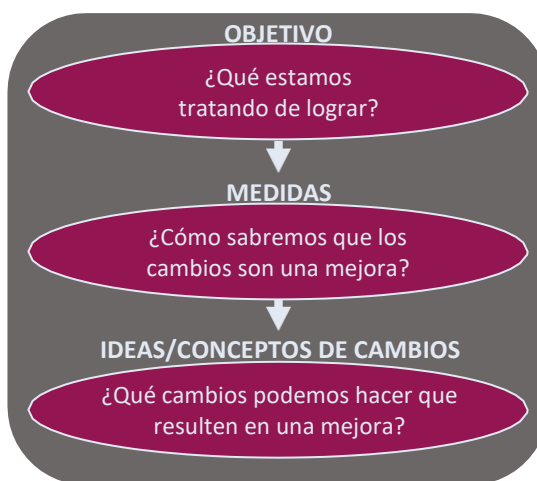 OBJETIVO
¿Qué estamos
tratando de lograr?
MEDIDAS
¿Cómo sabremos que los
cambios son una mejora?
IDEAS/CONCEPTOS DE CAMBIOS
¿Qué cambios podemos hacer que
resulten en una mejora?